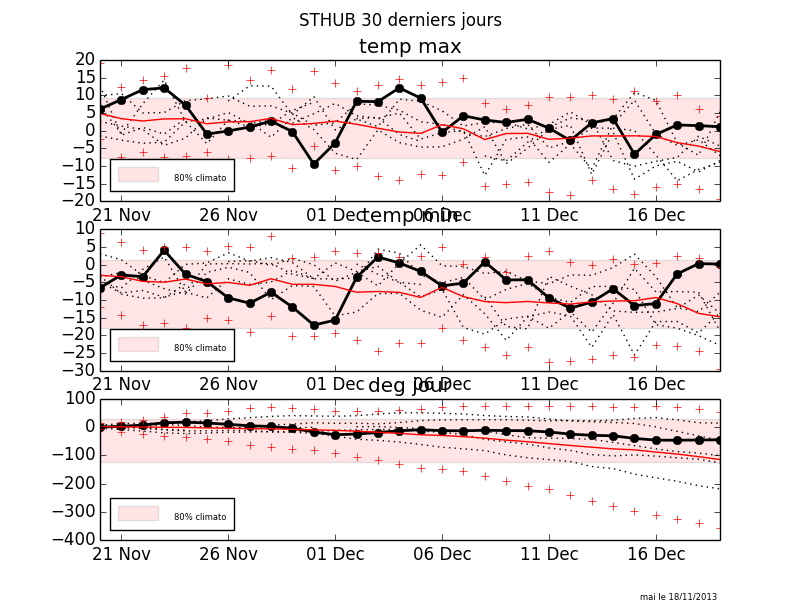 STHUB 30 derniers jours
temp max
20
15
10
5
0
−5
−10
−15
−20
80% climato
21 Nov 26 Nov 01 Dec 06 Dec 11 Dec 16 Dec
temp min
10
5
0
−5
−10
−15
−20
−25
−30
80% climato
21 Nov 26 Nov 01 Dec 06 Dec 11 Dec 16 Dec
deg jour
100
0
−100
−200
−300
−400
80% climato
21 Nov 26 Nov 01 Dec 06 Dec 11 Dec 16 Dec
mai le 18/11/2013